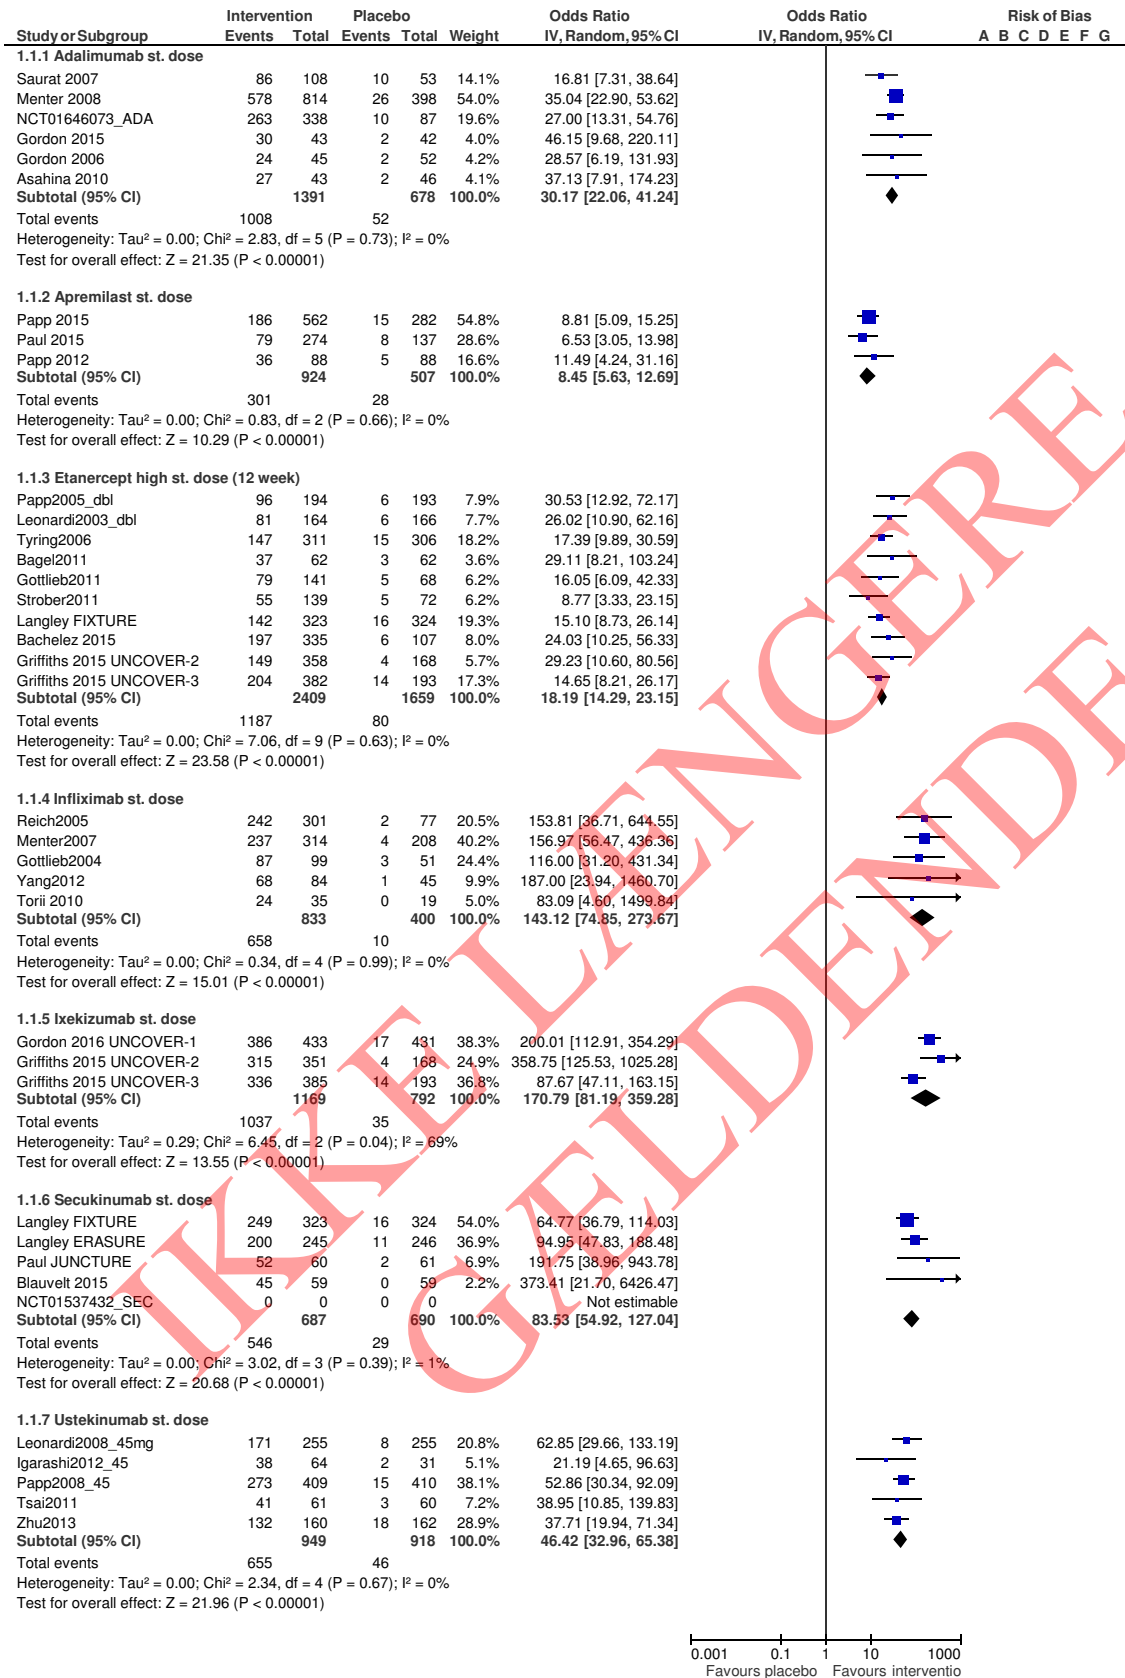 Intervention Placebo Odds Ratio Odds Ratio Risk of Bias
Study or Subgroup Events Total Events Total Weight IV, Random, 95% CI IV, Random, 95% CI A B C D E F G
1.1.1 Adalimumab st. dose
Saurat 2007 86 108 10 53 14.1% 16.81 [7.31, 38.64]
Menter 2008 578 814 26 398 54.0% 35.04 [22.90, 53.62]
NCT01646073_ADA 263 338 10 87 19.6% 27.00 [13.31, 54.76]
Gordon 2015 30 43 2 42 4.0% 46.15 [9.68, 220.11]
Gordon 2006 24 45 2 52 4.2% 28.57 [6.19, 131.93]
Asahina 2010 27 43 2 46 4.1% 37.13 [7.91, 174.23]
Subtotal (95% CI) 1391 678 100.0% 30.17 [22.06, 41.24]
Total events 1008 52
Heterogeneity: Tau² = 0.00; Chi² = 2.83, df = 5 (P = 0.73); I² = 0%
Test for overall effect: Z = 21.35 (P < 0.00001)
1.1.2 Apremilast st. dose
Papp 2015 186 562 15 282 54.8% 8.81 [5.09, 15.25]
Paul 2015 79 274 8 137 28.6% 6.53 [3.05, 13.98]
Papp 2012 36 88 5 88 16.6% 11.49 [4.24, 31.16]
Subtotal (95% CI) 924 507 100.0% 8.45 [5.63, 12.69]
Total events 301 28
Heterogeneity: Tau² = 0.00; Chi² = 0.83, df = 2 (P = 0.66); I² = 0%
Test for overall effect: Z = 10.29 (P < 0.00001)
1.1.3 Etanercept high st. dose (12 week)
Papp2005_dbl 96 194 6 193 7.9% 30.53 [12.92, 72.17]
Leonardi2003_dbl 81 164 6 166 7.7% 26.02 [10.90, 62.16]
Tyring2006 147 311 15 306 18.2% 17.39 [9.89, 30.59]
Bagel2011 37 62 3 62 3.6% 29.11 [8.21, 103.24]
Gottlieb2011 79 141 5 68 6.2% 16.05 [6.09, 42.33]
Strober2011 55 139 5 72 6.2% 8.77 [3.33, 23.15]
Langley FIXTURE 142 323 16 324 19.3% 15.10 [8.73, 26.14]
Bachelez 2015 197 335 6 107 8.0% 24.03 [10.25, 56.33]
Griffiths 2015 UNCOVER-2 149 358 4 168 5.7% 29.23 [10.60, 80.56]
Griffiths 2015 UNCOVER-3 204 382 14 193 17.3% 14.65 [8.21, 26.17]
Subtotal (95% CI) 2409 1659 100.0% 18.19 [14.29, 23.15]
Total events 1187 80
Heterogeneity: Tau² = 0.00; Chi² = 7.06, df = 9 (P = 0.63); I² = 0%
Test for overall effect: Z = 23.58 (P < 0.00001)
1.1.4 Infliximab st. dose
Reich2005 242 301 2 77 20.5% 153.81 [36.71, 644.55]
Menter2007 237 314 4 208 40.2% 156.97 [56.47, 436.36]
Gottlieb2004 87 99 3 51 24.4% 116.00 [31.20, 431.34]
Yang2012 68 84 1 45 9.9% 187.00 [23.94, 1460.70]
Torii 2010 24 35 0 19 5.0% 83.09 [4.60, 1499.84]
Subtotal (95% CI) 833 400 100.0% 143.12 [74.85, 273.67]
Total events 658 10
Heterogeneity: Tau² = 0.00; Chi² = 0.34, df = 4 (P = 0.99); I² = 0%
Test for overall effect: Z = 15.01 (P < 0.00001)
1.1.5 Ixekizumab st. dose
Gordon 2016 UNCOVER-1 386 433 17 431 38.3% 200.01 [112.91, 354.29]
Griffiths 2015 UNCOVER-2 315 351 4 168 24.9% 358.75 [125.53, 1025.28]
Griffiths 2015 UNCOVER-3 336 385 14 193 36.8% 87.67 [47.11, 163.15]
Subtotal (95% CI) 1169 792 100.0% 170.79 [81.19, 359.28]
Total events 1037 35
Heterogeneity: Tau² = 0.29; Chi² = 6.45, df = 2 (P = 0.04); I² = 69%
Test for overall effect: Z = 13.55 (P < 0.00001)
1.1.6 Secukinumab st. dose
Langley FIXTURE 249 323 16 324 54.0% 64.77 [36.79, 114.03]
Langley ERASURE 200 245 11 246 36.9% 94.95 [47.83, 188.48]
Paul JUNCTURE 52 60 2 61 6.9% 191.75 [38.96, 943.78]
Blauvelt 2015 45 59 0 59 2.2% 373.41 [21.70, 6426.47]
NCT01537432_SEC 0 0 0 0 Not estimable
Subtotal (95% CI) 687 690 100.0% 83.53 [54.92, 127.04]
Total events 546 29
Heterogeneity: Tau² = 0.00; Chi² = 3.02, df = 3 (P = 0.39); I² = 1%
Test for overall effect: Z = 20.68 (P < 0.00001)
1.1.7 Ustekinumab st. dose
Leonardi2008_45mg 171 255 8 255 20.8% 62.85 [29.66, 133.19]
Igarashi2012_45 38 64 2 31 5.1% 21.19 [4.65, 96.63]
Papp2008_45 273 409 15 410 38.1% 52.86 [30.34, 92.09]
Tsai2011 41 61 3 60 7.2% 38.95 [10.85, 139.83]
Zhu2013 132 160 18 162 28.9% 37.71 [19.94, 71.34]
Subtotal (95% CI) 949 918 100.0% 46.42 [32.96, 65.38]
Total events 655 46
Heterogeneity: Tau² = 0.00; Chi² = 2.34, df = 4 (P = 0.67); I² = 0%
Test for overall effect: Z = 21.96 (P < 0.00001)
0.001 0.1 1 10 1000
Favours placebo Favours interventio
IKKE LÆNGERE
GÆLDENDE